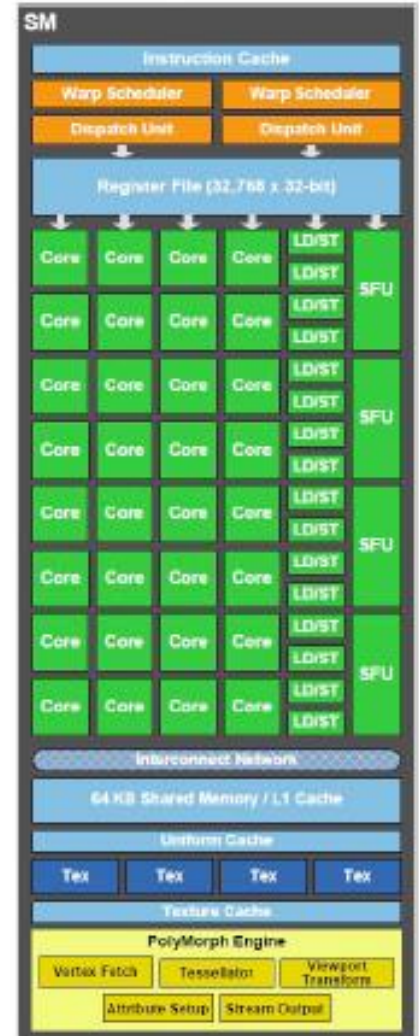 SM
Instruction Cache
Warp Scheduler Warp Scheduler
Dispatch Unit Dispatch Unit
Register File (32,768 x 32-bit)
LD/ST
Core Core Core Core
LD/ST
SFU
LD/ST
Core Core Core Core
LD/ST
LD/ST
Core Core Core Core
LD/ST
SFU
LD/ST
Core Core Core Core
LD/ST
LD/ST
Core Core Core Core
LD/ST
SFU
LD/ST
Core Core Core Core
LD/ST
LD/ST
Core Core Core Core
LD/ST
SFU
LD/ST
Core Core Core Core
LD/ST
Interconnect Network
64 KB Shared Memory / L1 Cache
Uniform Cache
Tex Tex Tex Tex
Texture Cache
PolyMorph Engine
Vertex Fetch Tessellator Viewport Transform
Attribute Setup Stream Output